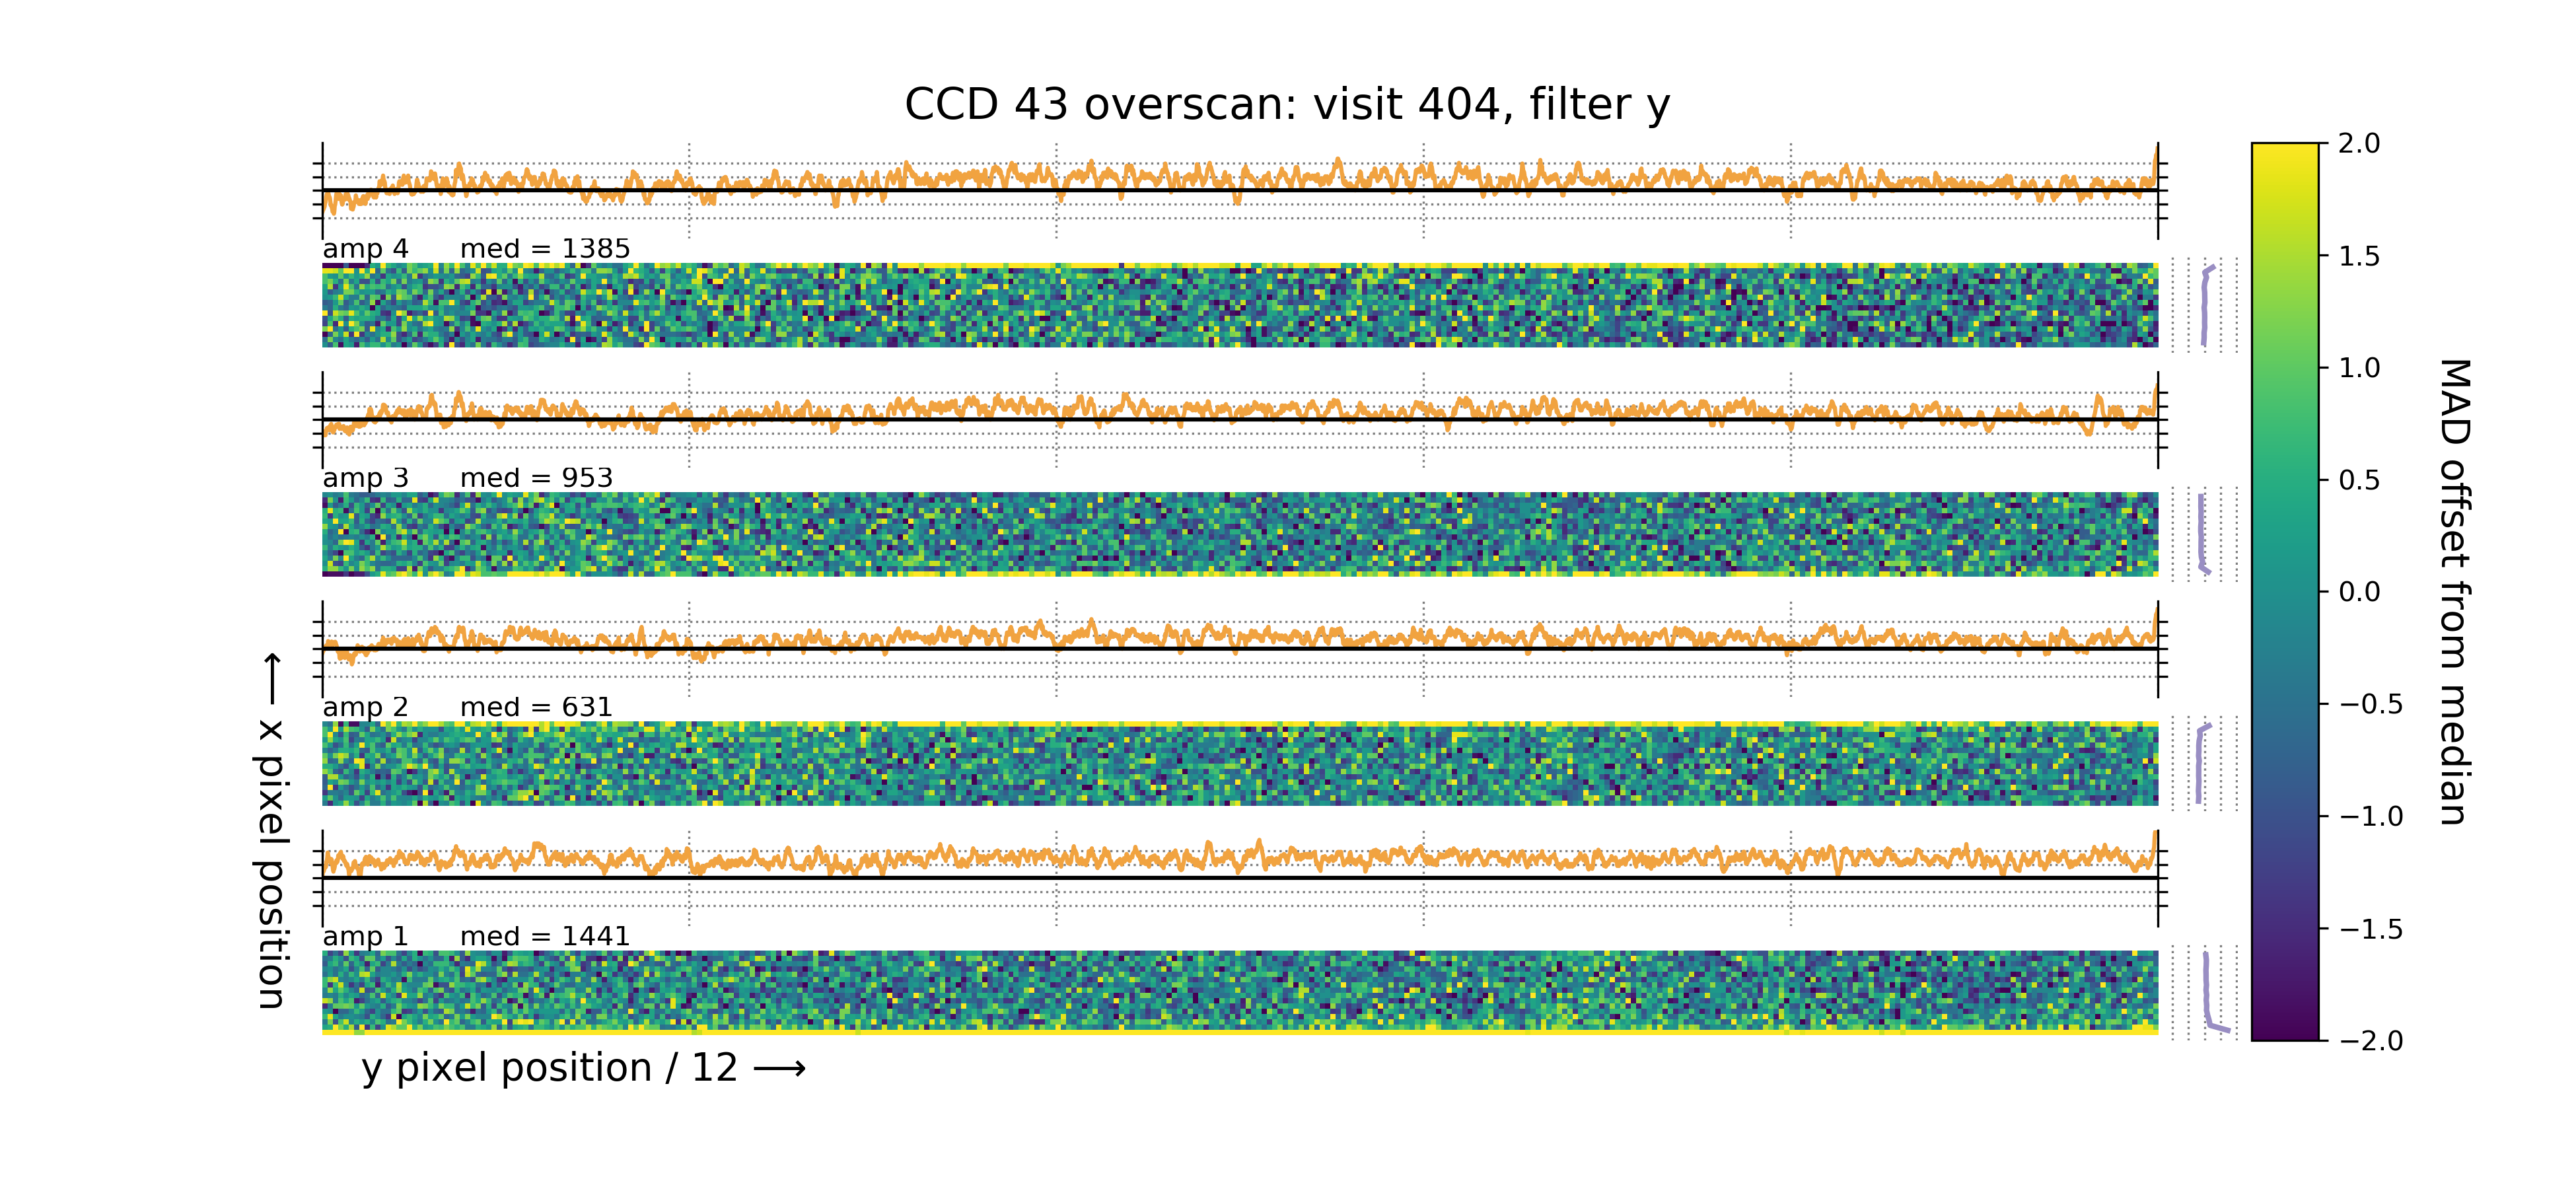 CCD 43 overscan: visit 404, filter y
amp 4 med = 1385
amp 3 med = 953
amp 2 med = 631
amp 1 med = 1441
x pixel position ⟶
y pixel position / 12 ⟶
2.0
1.5
1.0
0.5
0.0
−0.5
−1.0
−1.5
−2.0
MAD offset from median